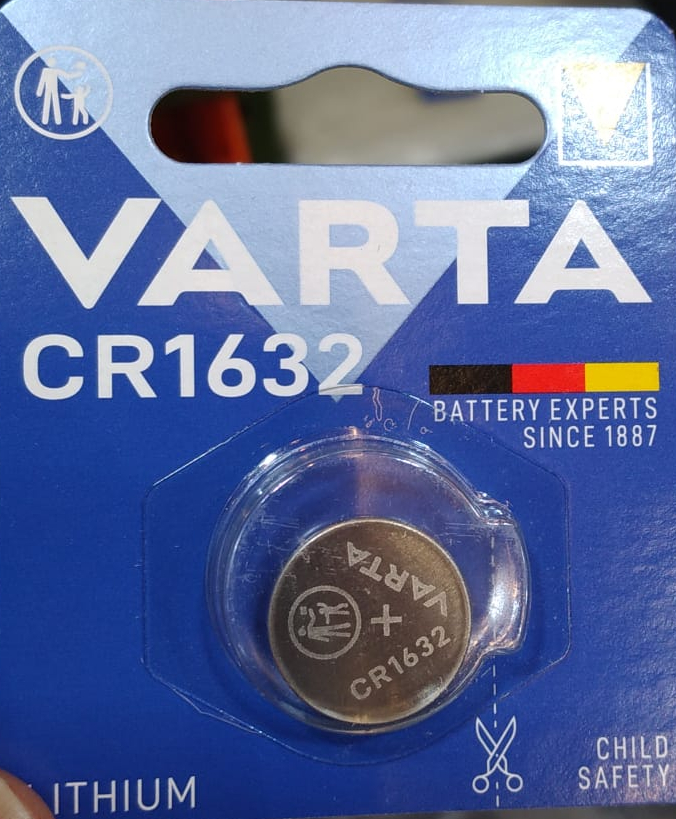 VARTA
CR1632
BATTERY EXPERTS
SINCE 1887
VARTA
+
CR1632
CHILD
SAFETY
LITHIUM